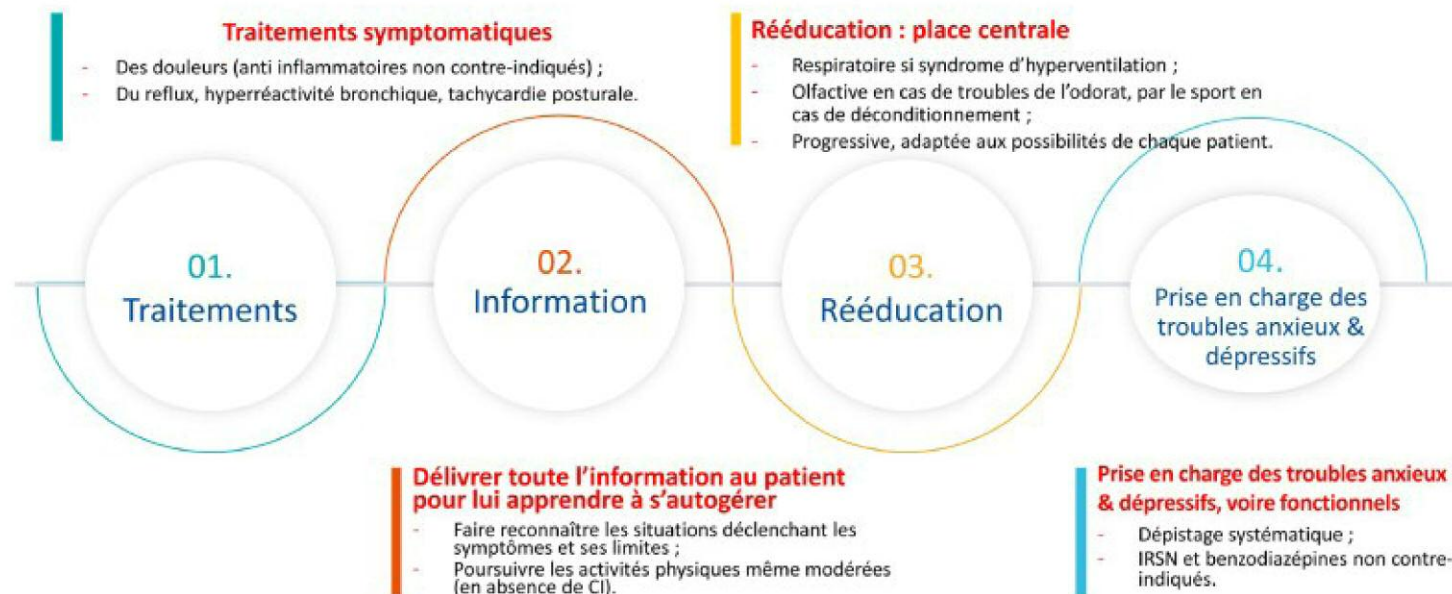 Traitements symptomatiques
- Des douleurs (anti inflammatoires non contre-indiqués) ;
- Du reflux, hyperréactivité bronchique, tachycardie posturale.
Rééducation : place centrale
- Respiratoire si syndrome d'hyperventilation ;
- Olfactive en cas de troubles de l'odorat, par le sport en
cas de déconditionnement ;
- Progressive, adaptée aux possibilités de chaque patient.
01.
Traitements
02.
Information
03.
Rééducation
04.
Prise en charge des
troubles anxieux &
dépressifs
Délivrer toute l'information au patient
pour lui apprendre à s'autogérer
- Faire reconnaître les situations déclenchant les
symptômes et ses limites ;
- Poursuivre les activités physiques même modérées
(en absence de CI).
Prise en charge des troubles anxieux
& dépressifs, voire fonctionnels
- Dépistage systématique ;
- IRSN et benzodiazépines non contre-
indiqués.